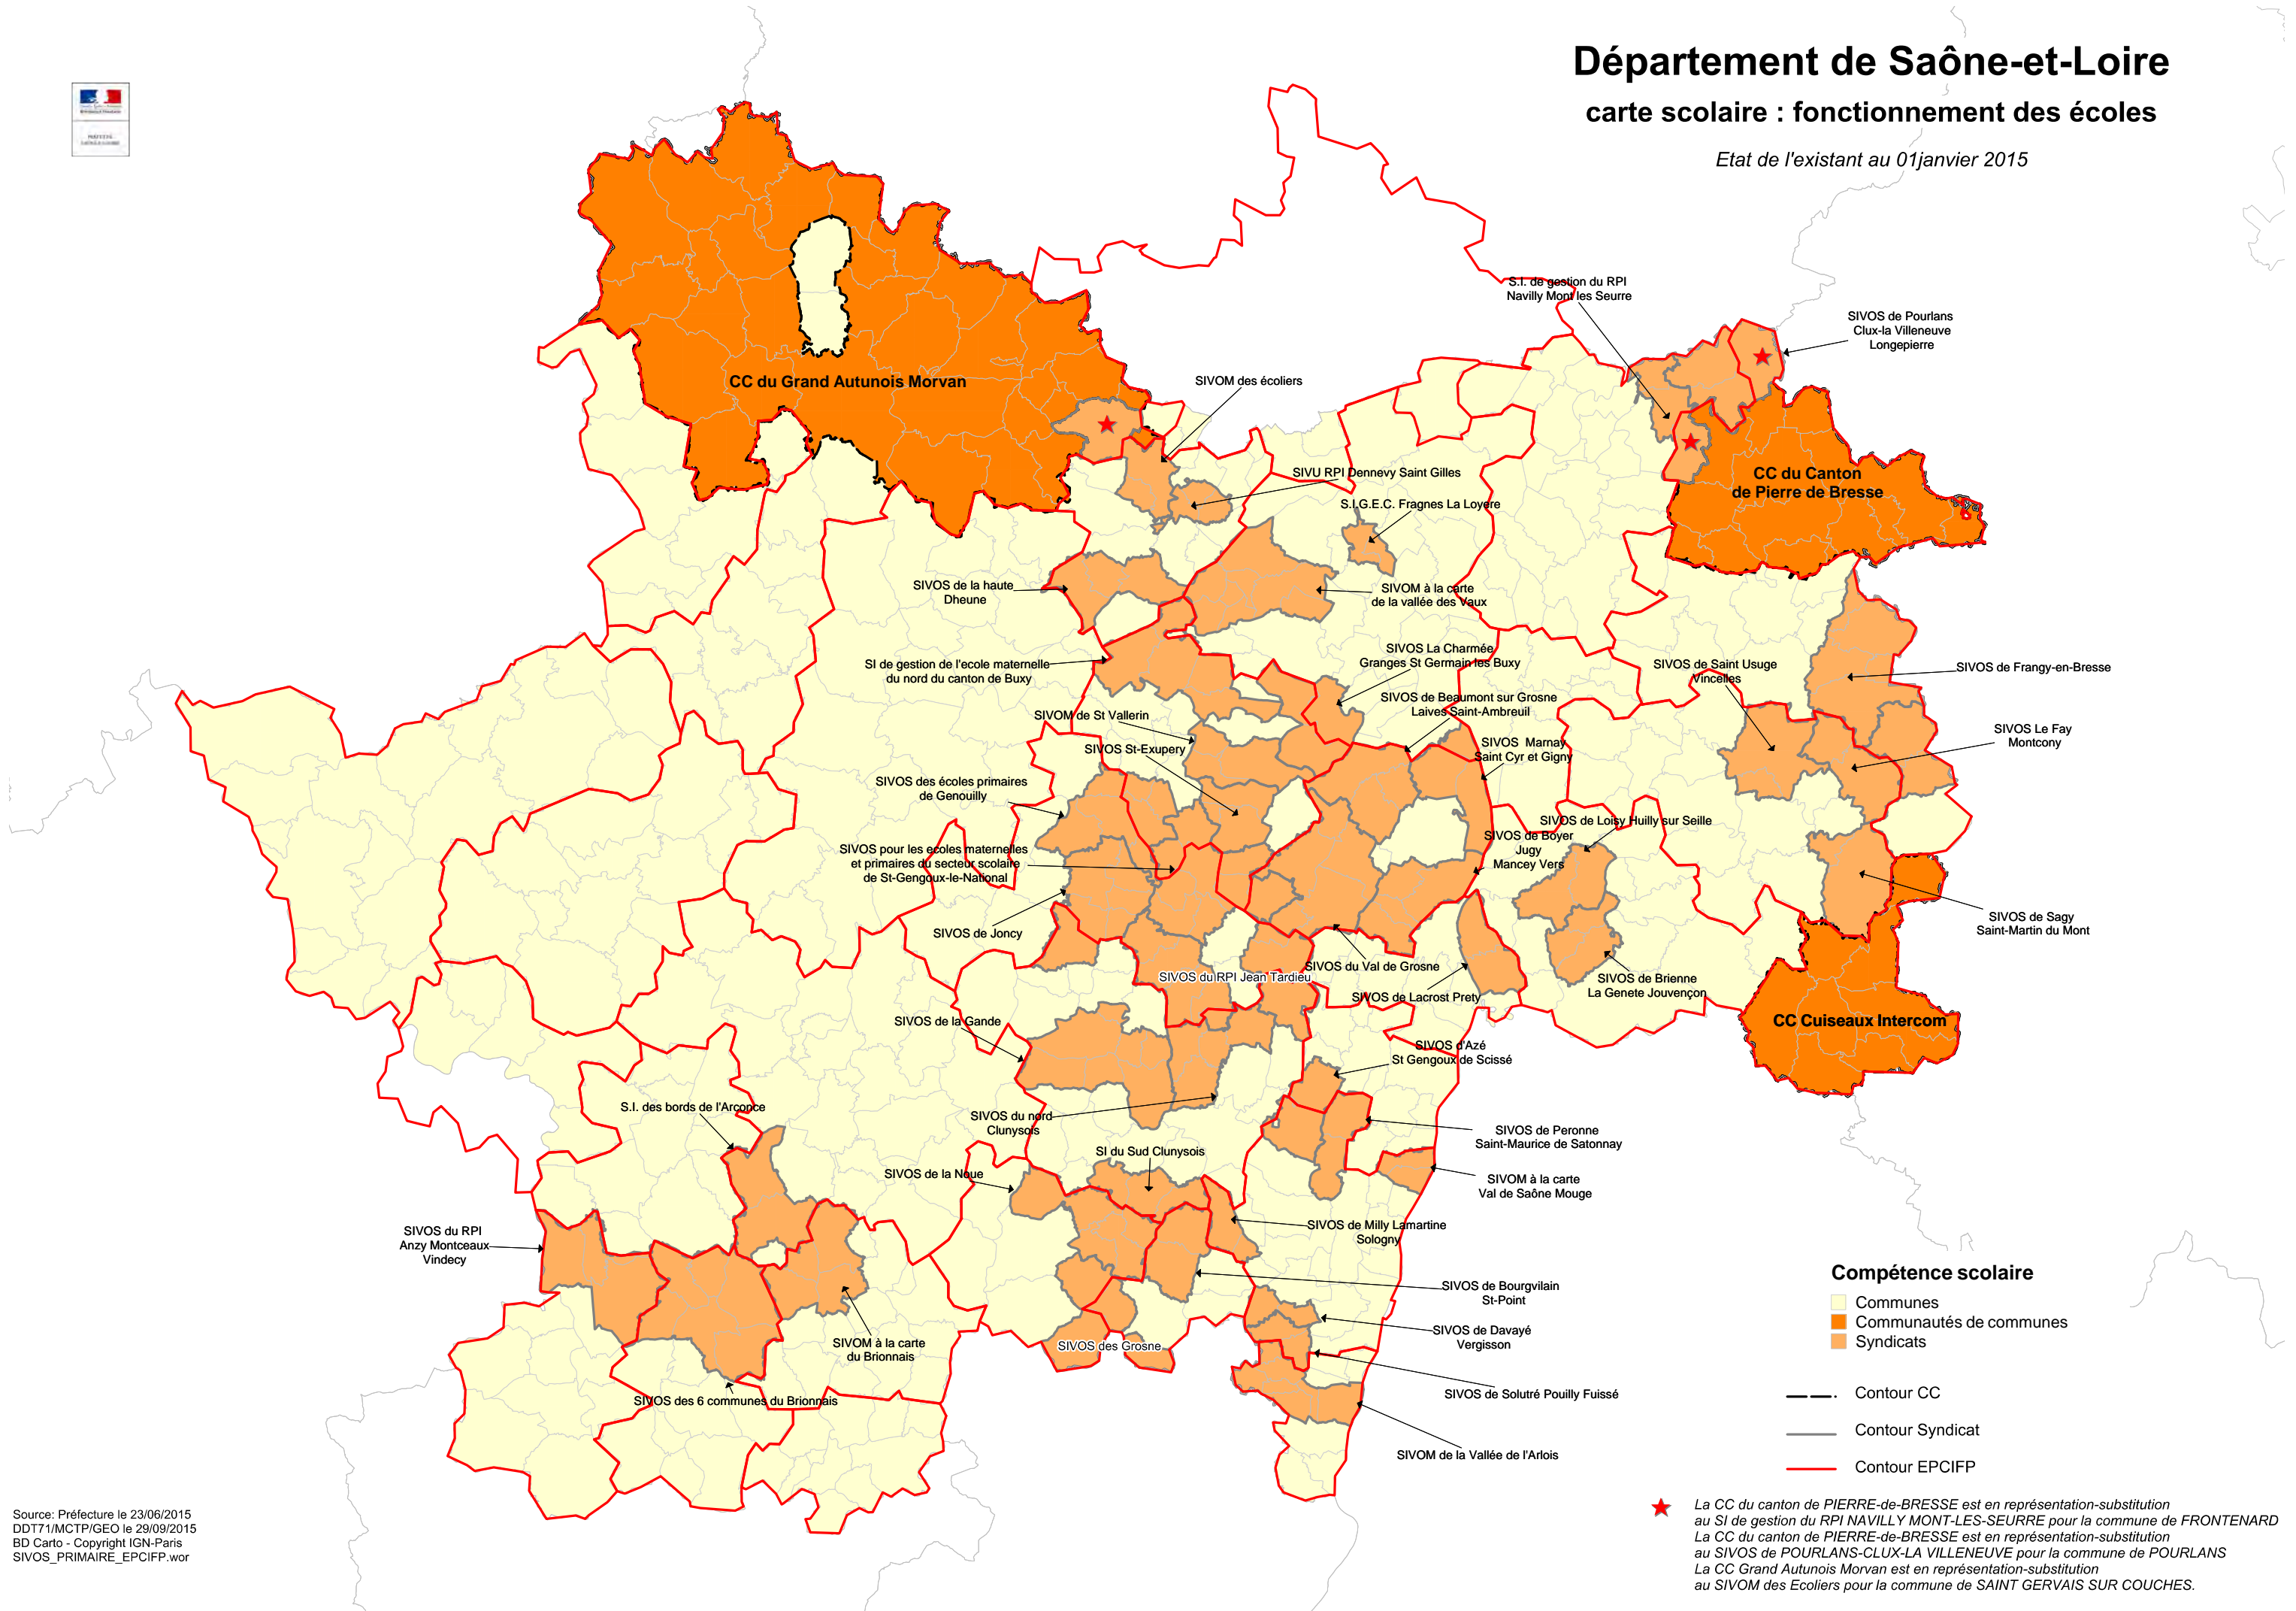 Département de Saône-et-Loire
carte scolaire : fonctionnement des écoles
Etat de l'existant au 01janvier 2015
S.I. de gestion du RPI
Navilly Mont les Seurre
SIVOS de Pourlans
Clux-la Villeneuve
Longepierre
CC du Grand Autunois Morvan
SIVOM des écoliers
SIVU RPI Dennevy Saint Gilles
CC du Canton
de Pierre de Bresse
S.I.G.E.C. Fragnes La Loyère
SIVOS de la haute
Dheune
SIVOM à la carte
de la vallée des Vaux
SI de gestion de l'ecole maternelle
du nord du canton de Buxy
SIVOS La Charmée
Granges St Germain les Buxy
SIVOS de Saint Usuge
Vincelles
SIVOS de Frangy-en-Bresse
SIVOS de Beaumont sur Grosne
Laives Saint-Ambreuil
SIVOM de St Vallerin
SIVOS Le Fay
Montcony
SIVOS St-Exupery
SIVOS Marnay
Saint Cyr et Gigny
SIVOS des écoles primaires
de Genouilly
SIVOS de Loisy Huilly sur Seille
SIVOS de Boyer
Jugy
Mancey Vers
SIVOS pour les ecoles maternelles
et primaires du secteur scolaire
de St-Gengoux-le-National
SIVOS de Joncy
SIVOS de Sagy
Saint-Martin du Mont
SIVOS du Val de Grosne
SIVOS du RPI Jean Tardieu
SIVOS de Brienne
La Genete Jouvençon
SIVOS de Lacrost Prety
SIVOS de la Gande
CC Cuiseaux Intercom
SIVOS d'Azé
St Gengoux de Scissé
S.I. des bords de l'Arconce
SIVOS du nord
Clunysois
SIVOS de Peronne
Saint-Maurice de Satonnay
SI du Sud Clunysois
SIVOS de la Noue
SIVOM à la carte
Val de Saône Mouge
SIVOS du RPI
Anzy Montceaux
Vindecy
SIVOS de Milly Lamartine
Sologny
SIVOS de Bourgvilain
St-Point
SIVOS de Davayé
Vergisson
SIVOM à la carte
du Brionnais
SIVOS des Grosne
SIVOS de Solutré Pouilly Fuissé
SIVOS des 6 communes du Brionnais
SIVOM de la Vallée de l'Arlois
Compétence scolaire
Communes
Communautés de communes
Syndicats
Contour CC
Contour Syndicat
Contour EPCIFP
La CC du canton de PIERRE-de-BRESSE est en représentation-substitution
au SI de gestion du RPI NAVILLY MONT-LES-SEURRE pour la commune de FRONTENARD
La CC du canton de PIERRE-de-BRESSE est en représentation-substitution
au SIVOS de POURLANS-CLUX-LA VILLENEUVE pour la commune de POURLANS
La CC Grand Autunois Morvan est en représentation-substitution
au SIVOM des Ecoliers pour la commune de SAINT GERVAIS SUR COUCHES.
Source: Préfecture le 23/06/2015
DDT71/MCTP/GEO le 29/09/2015
BD Carto - Copyright IGN-Paris
SIVOS_PRIMAIRE_EPCIFP.wor